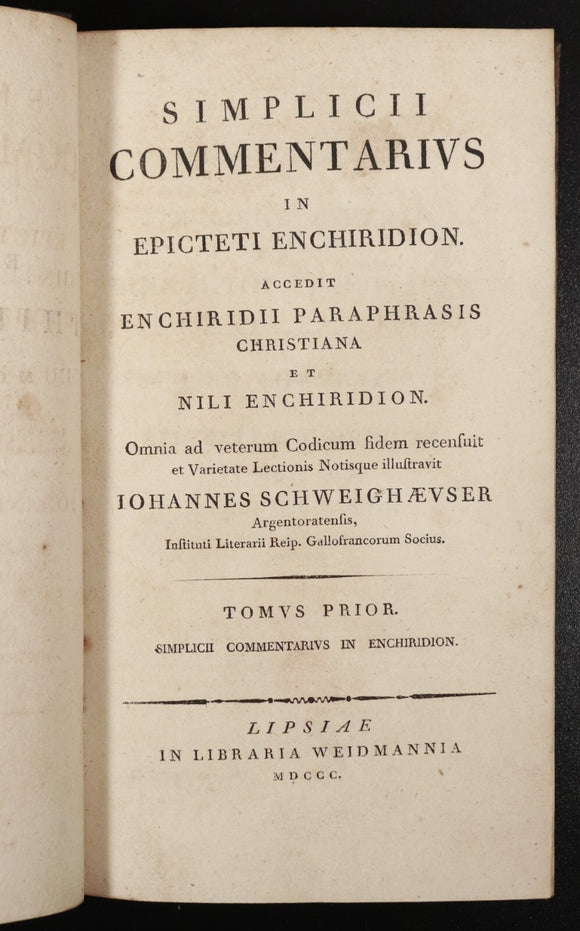 SIMPLICII
COMMENTARIVS
IN
EPICTETI ENCHIRIDION.
ACCEDIT
ENCHIRIDII PARAPHRASIS
CHRISTIANA
ET
NILI ENCHIRIDION.
Omnia ad veterum Codicum fidem recenſuit
et Varietate Lectionis Notisque illuſtravit
IOHANNES SCHWEIGHÆVSER
Argentoratenſis,
Inſtituti Literarii Reip. Gallofrancorum Socius.
TOMVS PRIOR.
SIMPLICII COMMENTARIVS IN ENCHIRIDION.
LIPSIAE
IN LIBRARIA WEIDMANNIA
MDCCC.